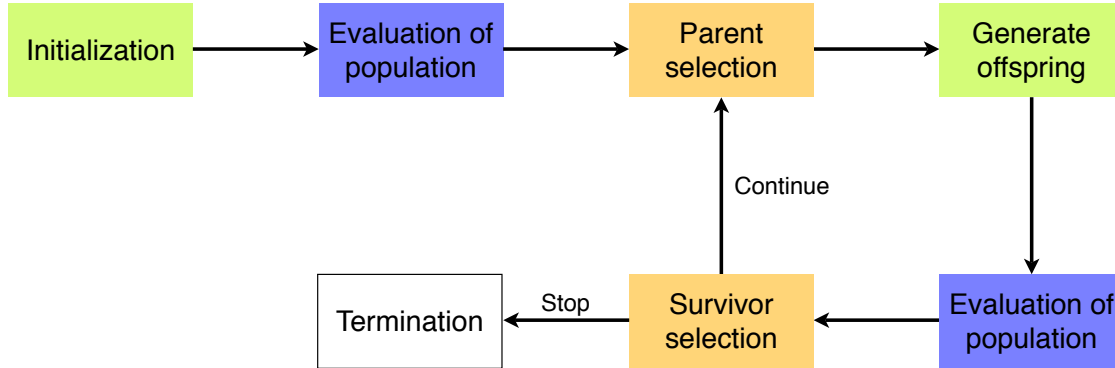 Initialization
Evaluation of
population
Parent
selection
Generate
offspring
Continue
Termination
Stop
Survivor
selection
Evaluation of
population